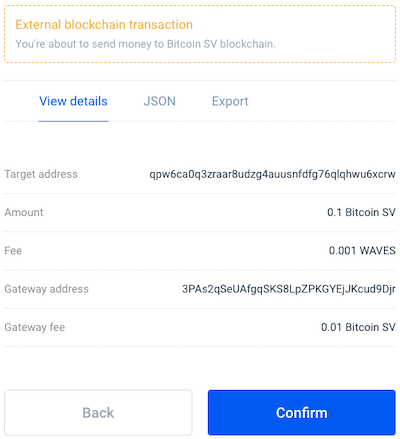 External blockchain transaction
You're about to send money to Bitcoin SV blockchain.
View details JSON Export
Target address qpw6ca0q3zraar8udzg4auusnfdfg76qlqhwu6xcrw
Amount 0.1 Bitcoin SV
Fee 0.001 WAVES
Gateway address 3PAs2qSeUAfgqSKS8LpZPKGYEjJKcud9Djr
Gateway fee 0.01 Bitcoin SV
Back Confirm